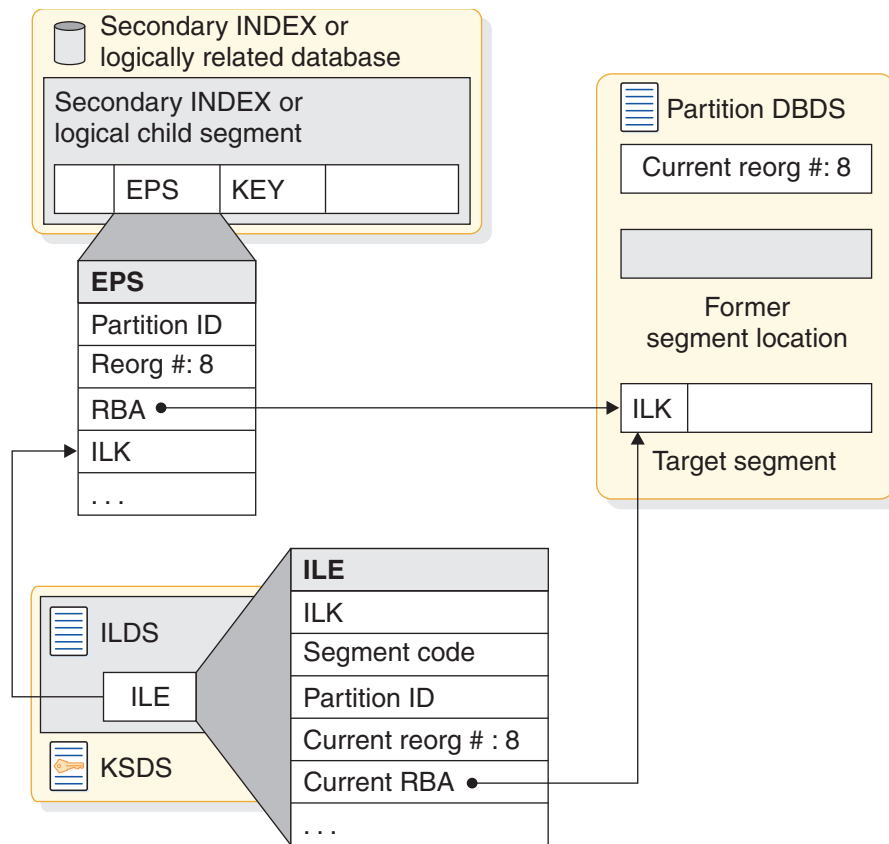 Secondary INDEX or
logically related database
Secondary INDEX or
logical child segment
EPS
KEY
EPS
Partition ID
Reorg #: 8
RBA
ILK
. . .
Partition DBDS
Current reorg #: 8
Former
segment location
ILK
Target segment
ILDS
ILE
KSDS
ILE
ILK
Segment code
Partition ID
Current reorg # : 8
Current RBA
. . .